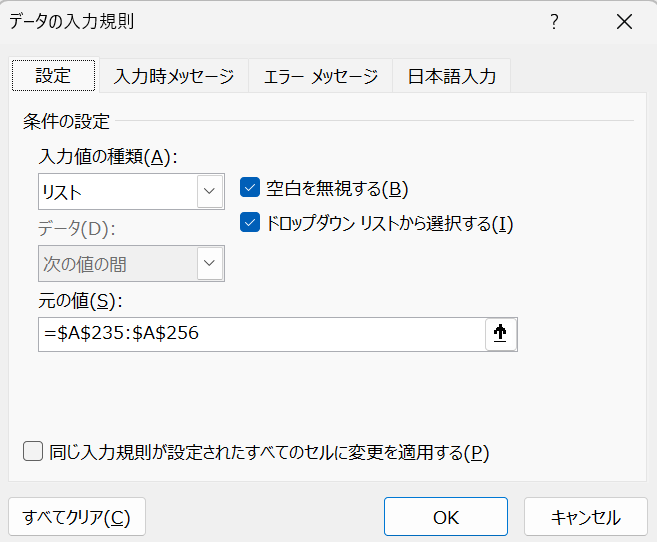 データの入力規則 ?
設定 入力時メッセージ エラー メッセージ 日本語入力
条件の設定
入力値の種類(A):
リスト
空白を無視する(B)
データ(D):
ドロップダウン リストから選択する(I)
次の値の間
元の値(S):
=$A$235:$A$256
同じ入力規則が設定されたすべてのセルに変更を適用する(P)
すべてクリア(C) OK キャンセル